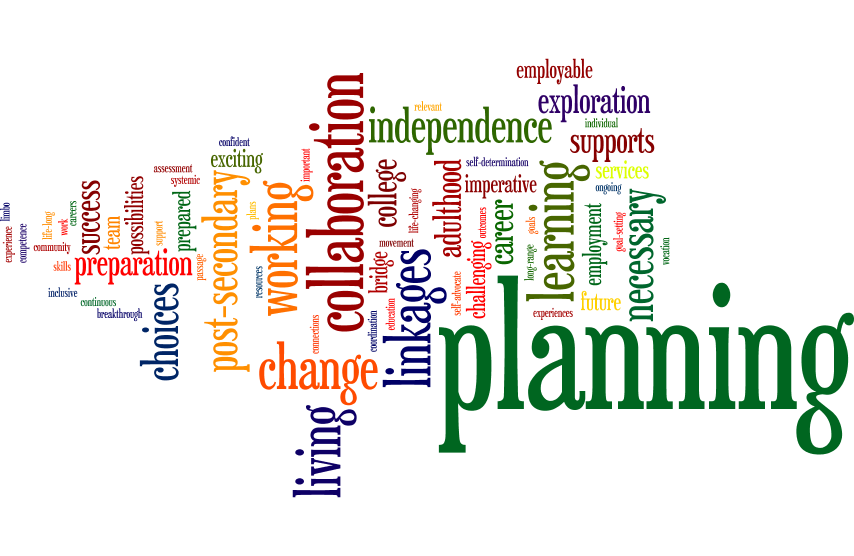 limbo
experience
competence
life-long
work
careers
community
skills
inclusive
success
team
possibilities
preparation
continuous
breakthrough
choices
assessment
systemic
support
prepared
passage
confident
exciting
post-secondary
plans
resources
working
important
connections
change
living
collaboration
relevant
independence
college
life-changing
movement
bridge
education
coordination
linkages
adulthood
self-determination
imperative
outcomes
challenging
self-advocate
career
employable
exploration
individual
supports
services
ongoing
goals
long-range
learning
employment
goal-setting
necessary
vocation
future
experiences
planning